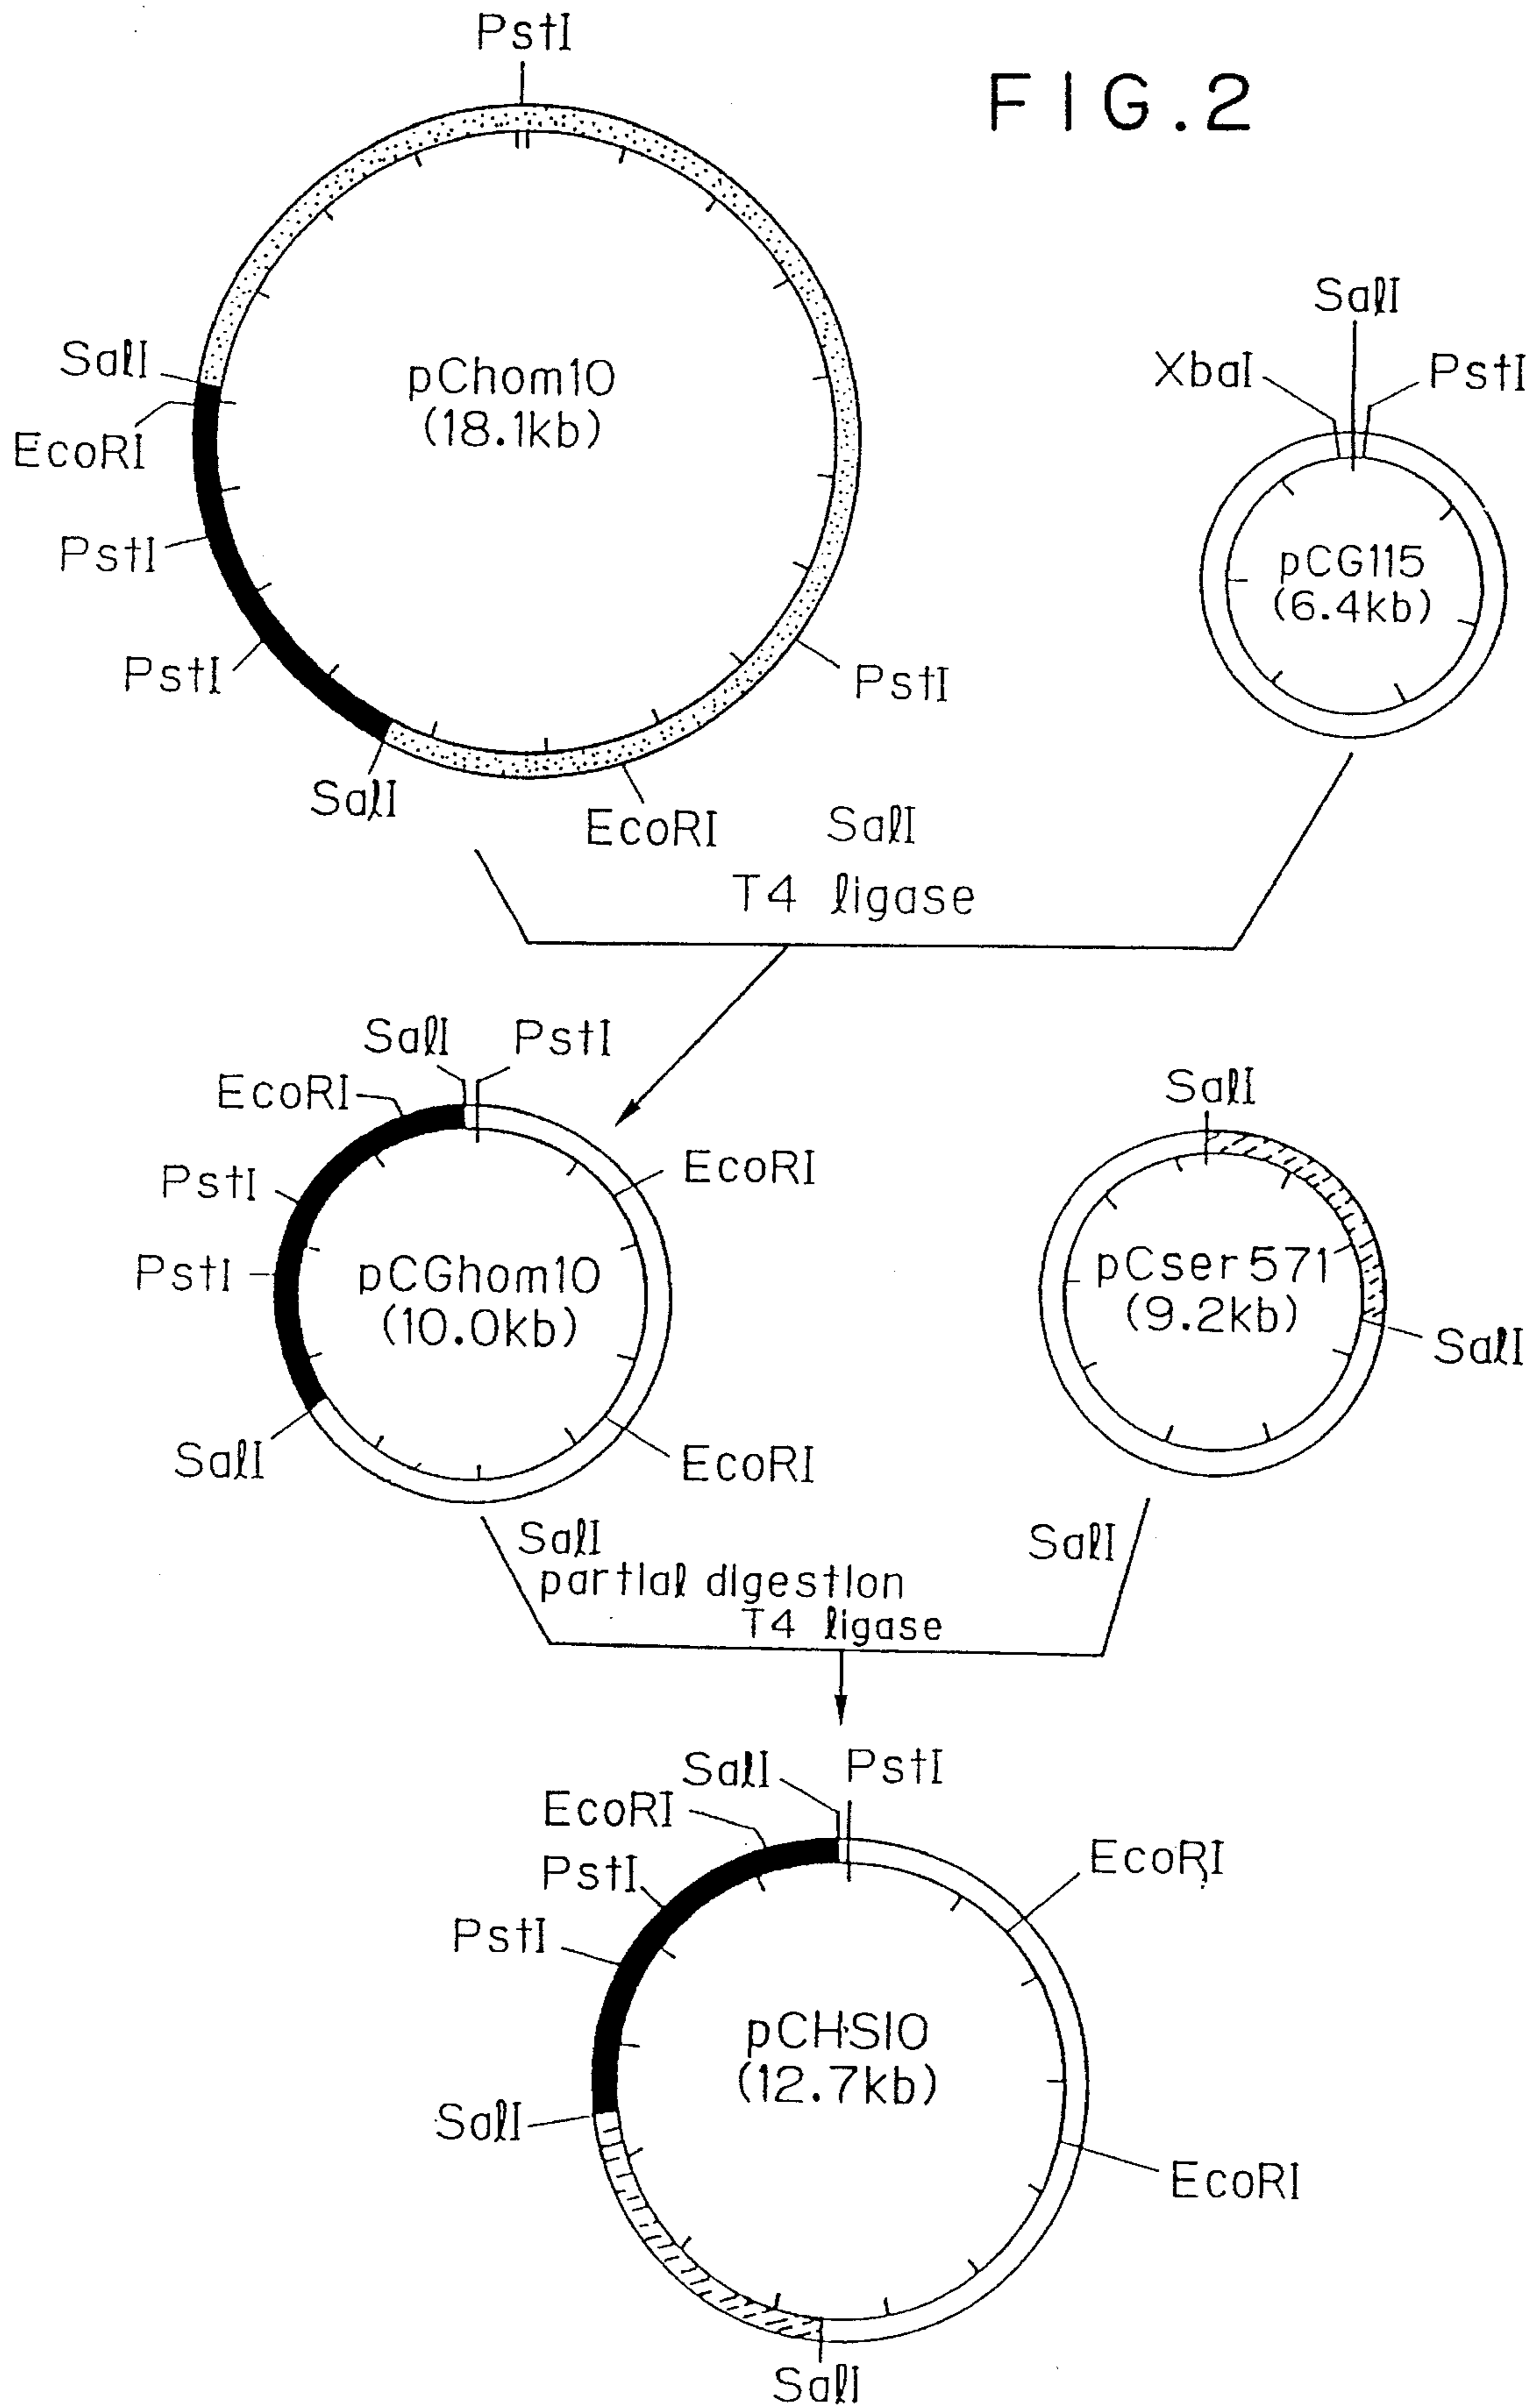 FIG.2
PstI
SalI
EcoRI
PstI
PstI
SalI
EcoRI
PstI
pChom10
(18.1kb)
SalI
XbaI
PstI
pCG115
(6.4kb)
SalI
T4 ligase
SalI
PstI
EcoRI
PstI
PstI
SalI
EcoRI
EcoRI
pCGhom10
(10.0kb)
SalI
SalI
pCser571
(9.2kb)
SalI
partial digestion
SalI
T4 ligase
SalI
PstI
EcoRI
PstI
PstI
SalI
SalI
EcoRI
EcoRI
pCHS10
(12.7kb)